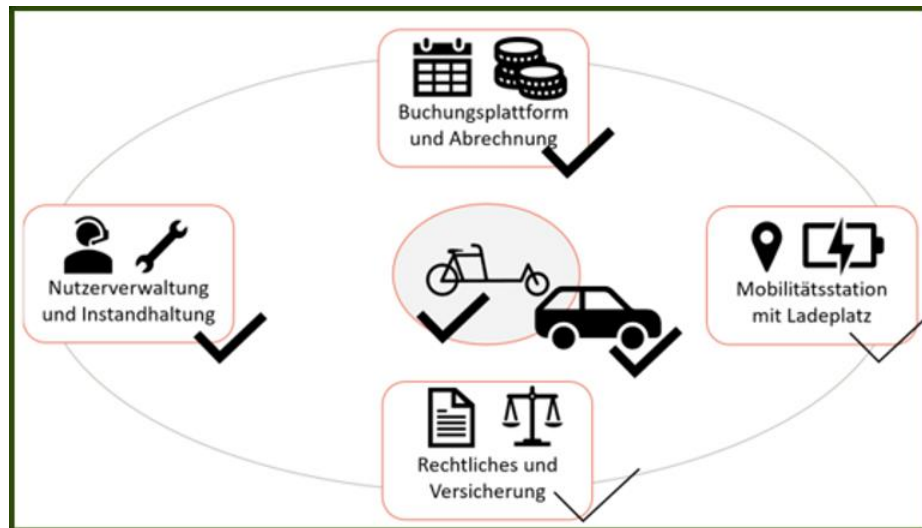 Buchungsplattform
und Abrechnung
Nutzerverwaltung
und Instandhaltung
Mobilitätsstation
mit Ladeplatz
Rechtliches und
Versicherung